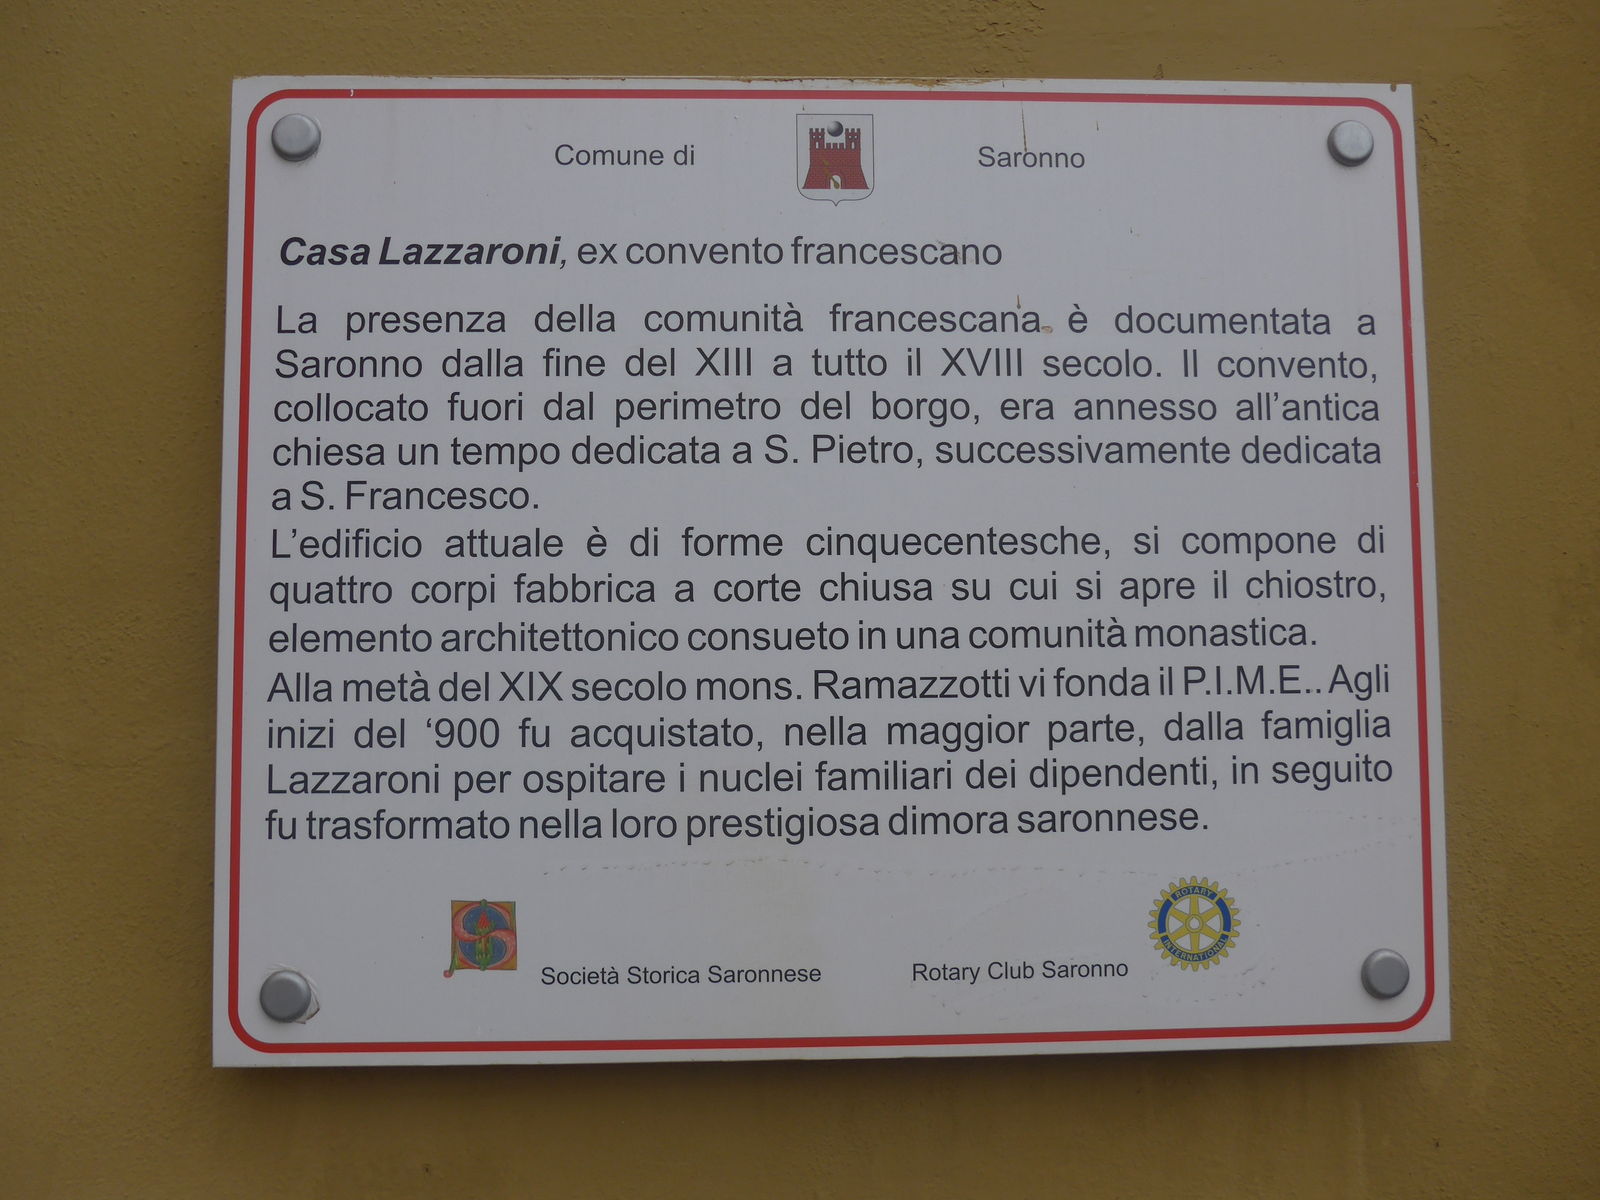 Comune di Saronno
Casa Lazzaroni, ex convento francescano
La presenza della comunità francescana è documentata a
Saronno dalla fine del XIII a tutto il XVIII secolo. Il convento,
collocato fuori dal perimetro del borgo, era annesso all’antica
chiesa un tempo dedicata a S. Pietro, successivamente dedicata
a S. Francesco.
L’edificio attuale è di forme cinquecentesche, si compone di
quattro corpi fabbrica a corte chiusa su cui si apre il chiostro,
elemento architettonico consueto in una comunità monastica.
Alla metà del XIX secolo mons. Ramazzotti vi fonda il P.I.M.E.. Agli
inizi del ‘900 fu acquistato, nella maggior parte, dalla famiglia
Lazzaroni per ospitare i nuclei familiari dei dipendenti, in seguito
fu trasformato nella loro prestigiosa dimora saronnese.
Società Storica Saronnese
Rotary Club Saronno
ROTARY
INTERNATIONAL